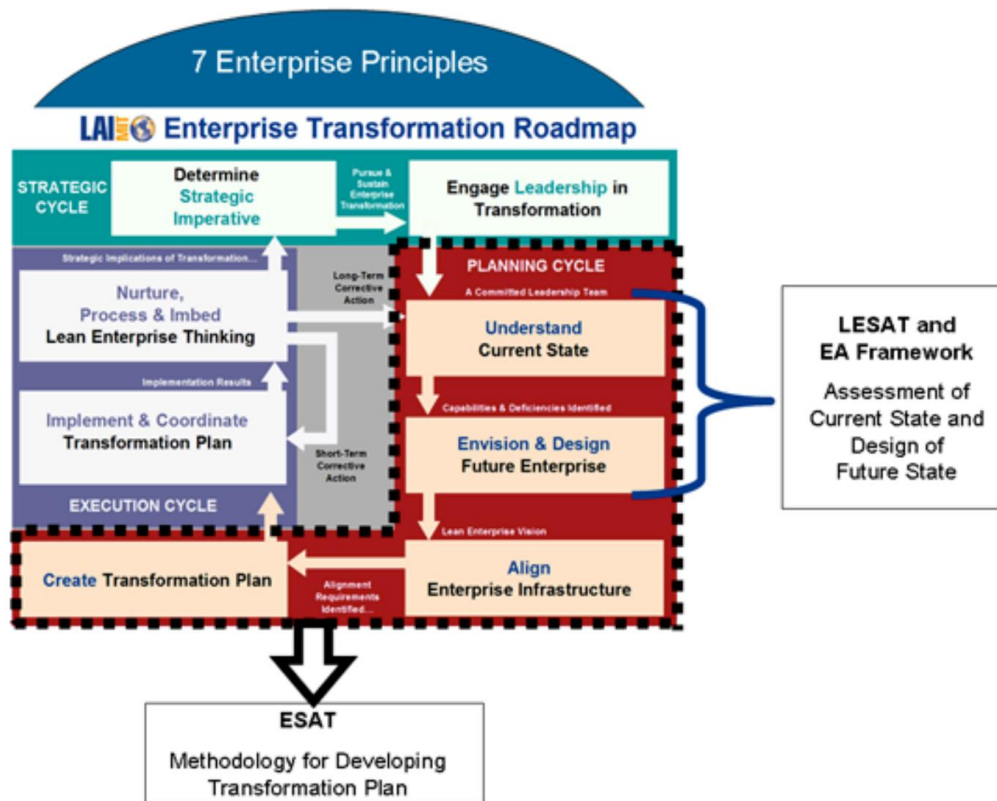 7 Enterprise Principles
LAI MIT Enterprise Transformation Roadmap
STRATEGIC
CYCLE
Determine
Strategic
Imperative
Pursue &
Sustain
Enterprise
Transformation
Engage Leadership in
Transformation
Strategic Implications of Transformation...
Nurture,
Process & Imbed
Lean Enterprise Thinking
Long-Term
Corrective
Action
PLANNING CYCLE
A Committed Leadership Team
Understand
Current State
Implementation Results
Implement & Coordinate
Transformation Plan
Short-Term
Corrective
Action
Capabilities & Deficiencies Identified
Envision & Design
Future Enterprise
EXECUTION CYCLE
Lean Enterprise Vision
Create Transformation Plan
Alignment
Requirements
Identified...
Align
Enterprise Infrastructure
LESAT and
EA Framework
Assessment of
Current State and
Design of
Future State
ESAT
Methodology for Developing
Transformation Plan